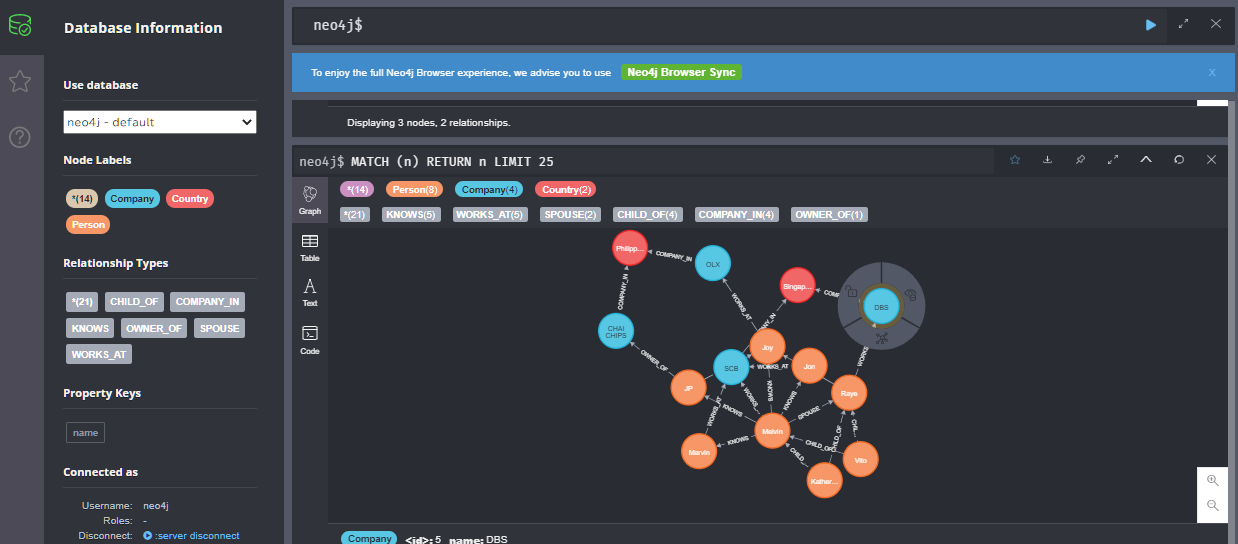 Database Information
Use database
neo4j - default
Node Labels
*(14) Company Country
Person
Relationship Types
*(21) CHILD_OF COMPANY_IN
KNOWS OWNER_OF SPOUSE
WORKS_AT
Property Keys
name
Connected as
Username: neo4j
Roles: -
Disconnect: :server disconnect
neo4j$
To enjoy the full Neo4j Browser experience, we advise you to use Neo4j Browser Sync x
Displaying 3 nodes, 2 relationships.
neo4j$ MATCH (n) RETURN n LIMIT 25
Graph
Table
Text
Code
*(14) Person(8) Company(4) Country(2)
*(21) KNOWS(5) WORKS_AT(5) SPOUSE(2) CHILD_OF(4) COMPANY_IN(4) OWNER_OF(1)
Philipp...
COMPANY_IN
OLX
COMPANY_IN
Singap...
COM
DBS
WORKS_AT
NY_IN
CHAI
CHIPS
OWNER_OF
Joy
SCB
WORKS_AT
Jon
WORKS
JP
KNOWS
WORKS_
KNOWS
KNOWS
SPOUSE
Raye
WORKS_AT
Melvin
KNOWS
Marvin
CHILD_OF
CHILD_OF
CHIL
CHILD_
Vito
Kather...
Company <id>: 5 name: DBS